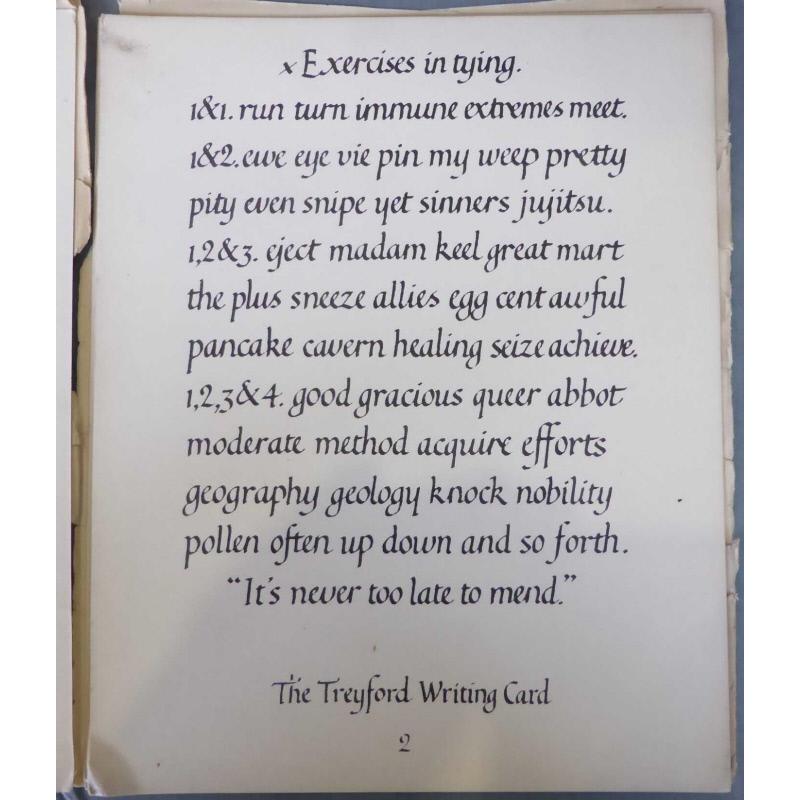 x Exercises in tying.
1&1. run turn immune extremes meet.
1&2. ewe eye vie pin my weep pretty
pity even snipe yet sinners jujitsu.
1,2&3. eject madam keel great mart
the plus sneeze allies egg cent awful
pancake cavern healing seize achieve.
1,2,3&4. good gracious queer abbot
moderate method acquire efforts
geography geology knock nobility
pollen often up down and so forth.
“It's never too late to mend.”
The Treyford Writing Card
2